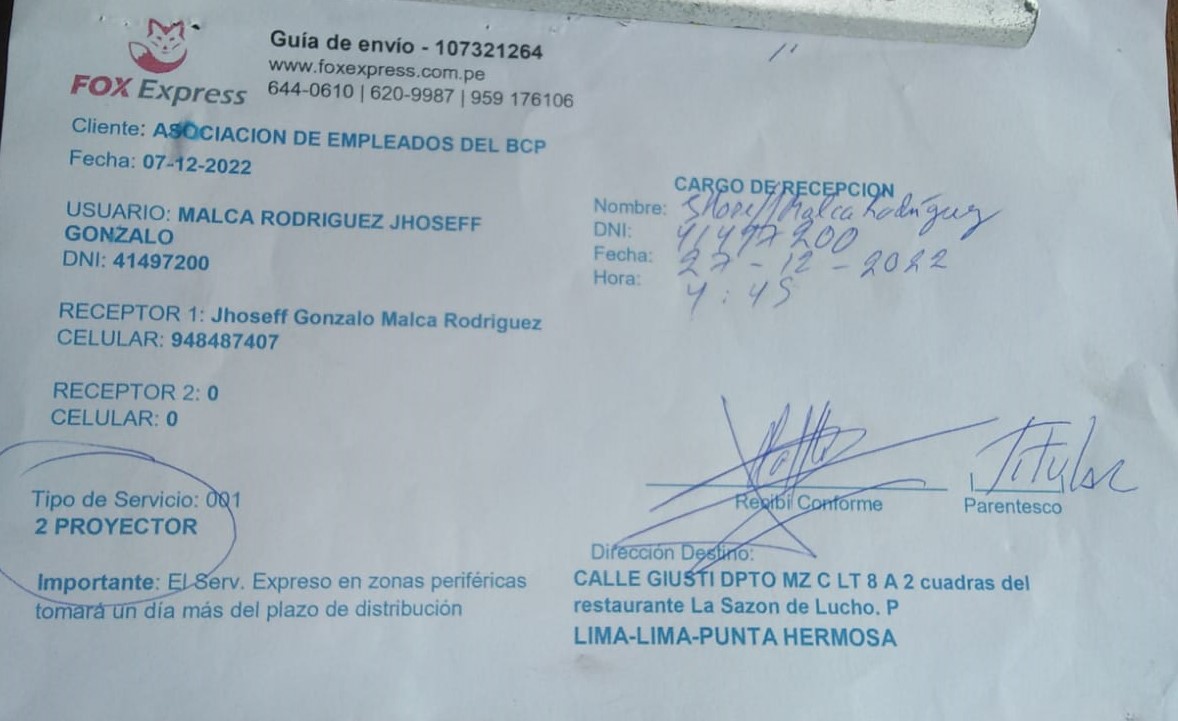 FOX Express
Guía de envío - 107321264
www.foxexpress.com.pe
644-0610 | 620-9987 | 959 176106
Cliente: ASOCIACION DE EMPLEADOS DEL BCP
Fecha: 07-12-2022
USUARIO: MALCA RODRIGUEZ JHOSEFF
GONZALO
DNI: 41497200
RECEPTOR 1: Jhoseff Gonzalo Malca Rodriguez
CELULAR: 948487407
RECEPTOR 2: 0
CELULAR: 0
Tipo de Servicio: 001
2 PROYECTOR
Importante: El Serv. Expreso en zonas periféricas
tomará un día más del plazo de distribución
CARGO DE RECEPCION
Nombre: Jhoseff Malca Rodríguez
DNI: 41497200
Fecha: 27-12-2022
Hora: 4:45
Recibi Conforme
Titular
Parentesco
Dirección Destino:
CALLE GIUSTI DPTO MZ C LT 8 A 2 cuadras del
restaurante La Sazon de Lucho. P
LIMA-LIMA-PUNTA HERMOSA